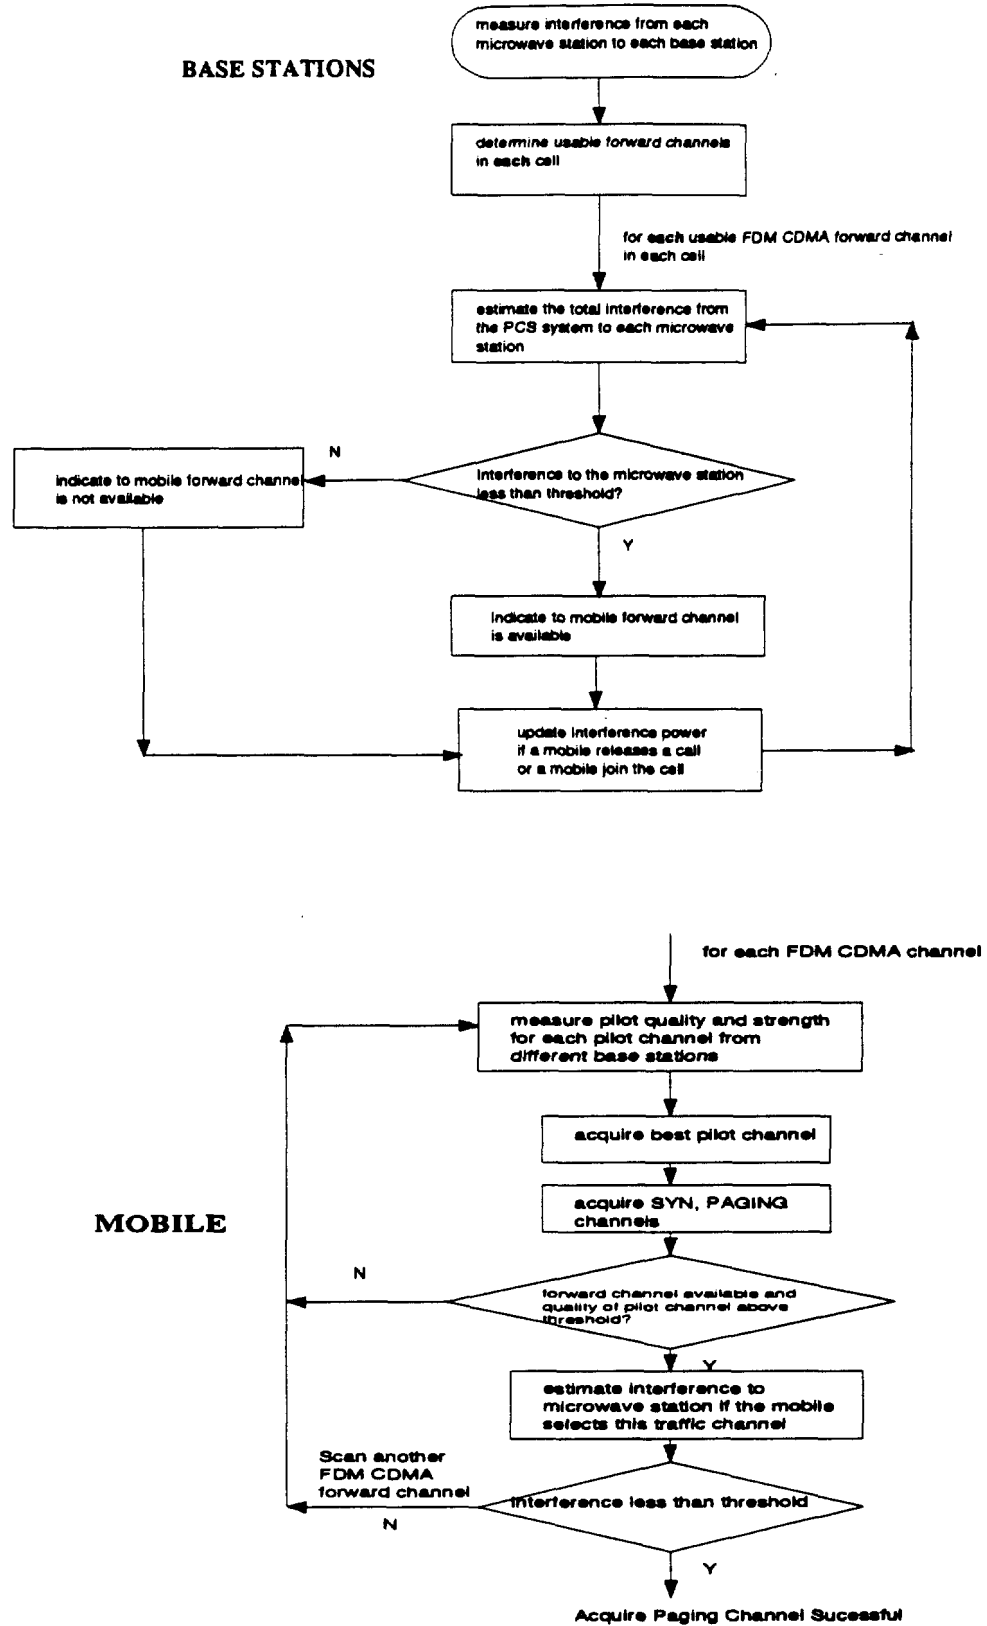 measure interference from each
microwave station to each base station
BASE STATIONS
determine usable forward channels
in each cell
for each usable FDM CDMA forward channel
in each cell
estimate the total interference from
the PCS system to each microwave
station
N
indicate to mobile forward channel
is not available
Interference to the microwave station
less than threshold?
Y
Indicate to mobile forward channel
is available
update interference power
if a mobile releases a call
or a mobile join the cell
for each FDM CDMA channel
measure pilot quality and strength
for each pilot channel from
different base stations
acquire best pilot channel
acquire SYN, PAGING
channels
MOBILE
N
forward channel available and
quality of pilot channel above
threshold?
Y
estimate interference to
microwave station if the mobile
selects this traffic channel
Scan another
FDM CDMA
forward channel
Interference less than threshold
N
Y
Acquire Paging Channel Sucessful